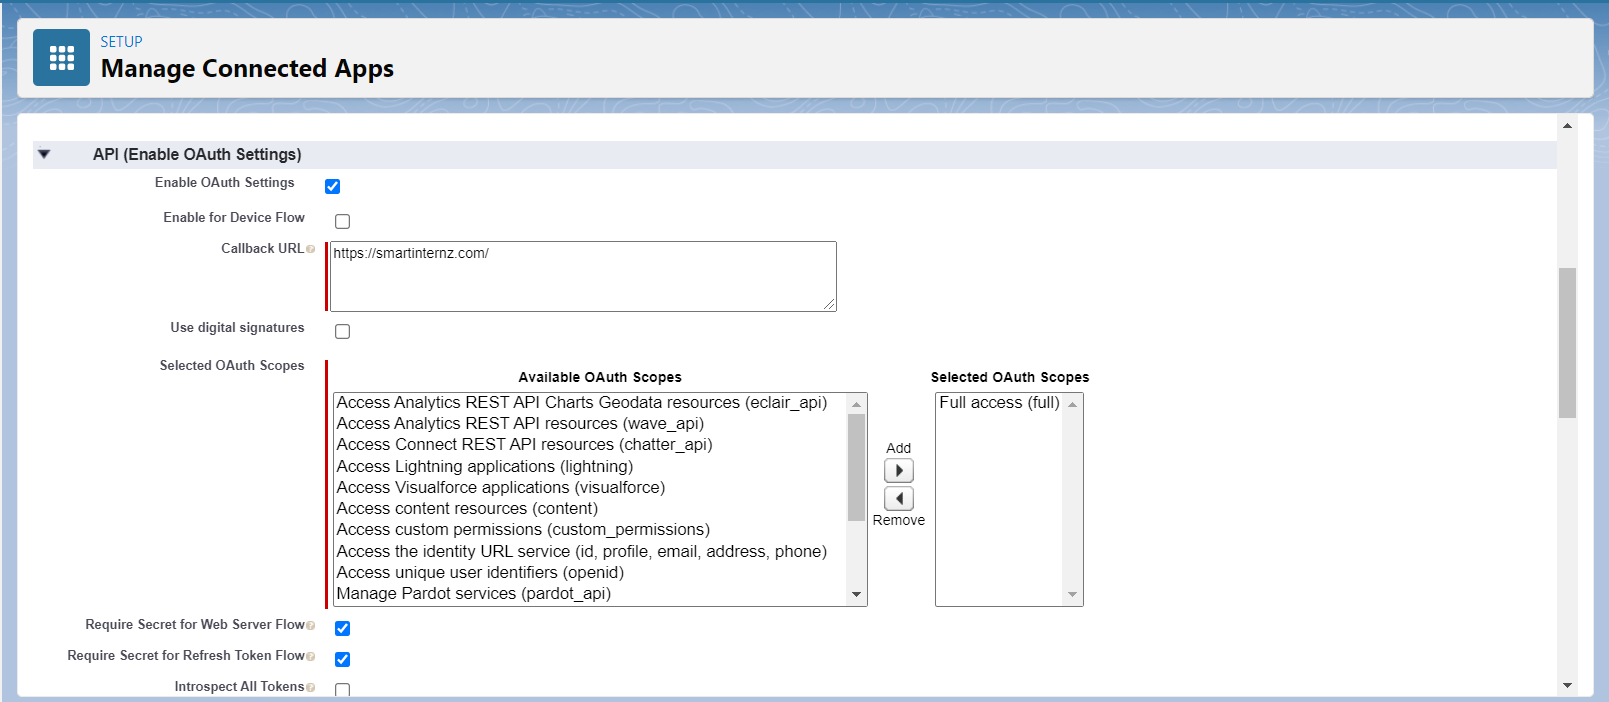 SETUP
Manage Connected Apps
API (Enable OAuth Settings)
Enable OAuth Settings
Enable for Device Flow
Callback URL
https://smartinternz.com/
Use digital signatures
Selected OAuth Scopes
Available OAuth Scopes
Access Analytics REST API Charts Geodata resources (eclair_api)
Access Analytics REST API resources (wave_api)
Access Connect REST API resources (chatter_api)
Access Lightning applications (lightning)
Access Visualforce applications (visualforce)
Access content resources (content)
Access custom permissions (custom_permissions)
Access the identity URL service (id, profile, email, address, phone)
Access unique user identifiers (openid)
Manage Pardot services (pardot_api)
Add
Remove
Selected OAuth Scopes
Full access (full)
Require Secret for Web Server Flow
Require Secret for Refresh Token Flow
Introspect All Tokens